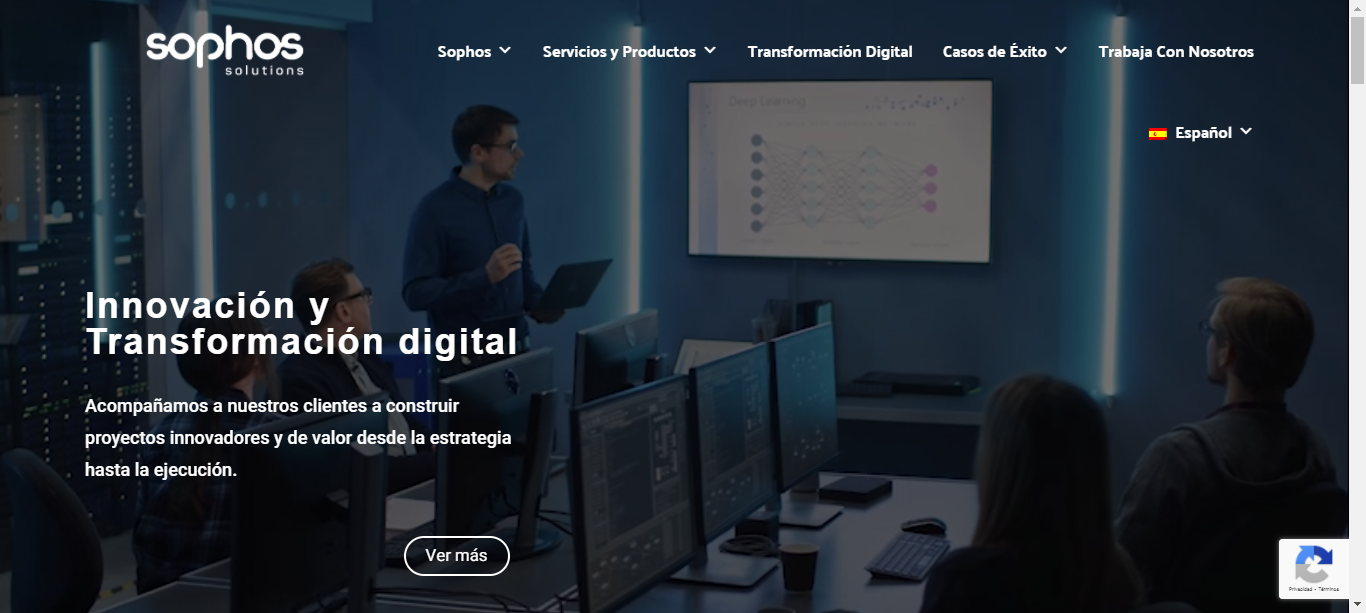 sophos
solutions
Sophos
Servicios y Productos
Transformación Digital
Casos de Éxito
Trabaja Con Nosotros
Español
Deep Learning
Innovación y
Transformación digital
Acompañamos a nuestros clientes a construir
proyectos innovadores y de valor desde la estrategia
hasta la ejecución.
Ver más
Privacidad - Términos